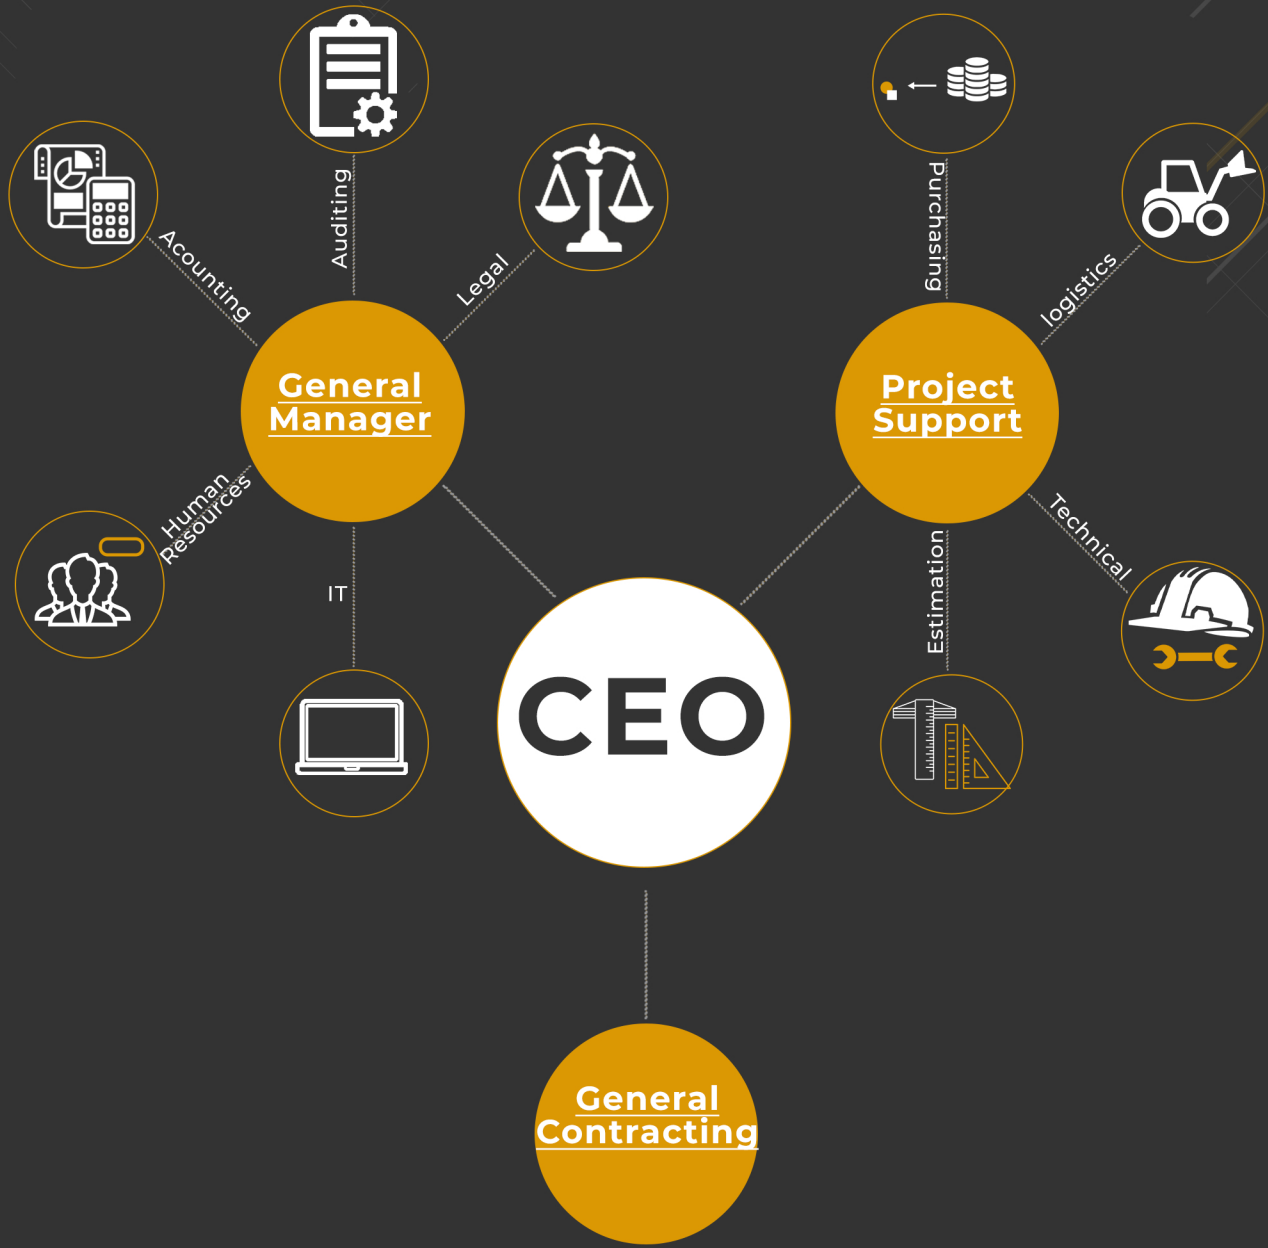 Auditing
Acounting
Legal
General
Manager
Human
Resources
IT
Purchasing
logistics
Project
Support
Technical
Estimation
CEO
General
Contracting